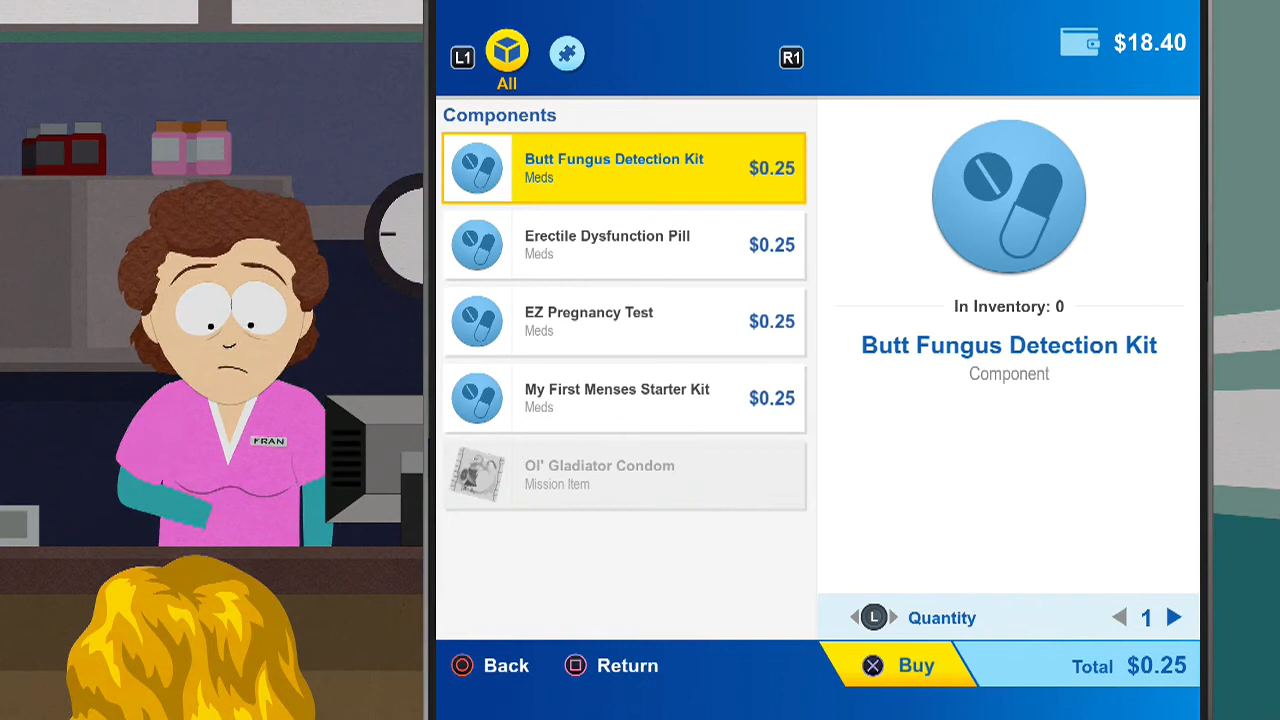 L1
All
R1
$18.40
Components
Butt Fungus Detection Kit
Meds
$0.25
Erectile Dysfunction Pill
Meds
$0.25
EZ Pregnancy Test
Meds
$0.25
My First Menses Starter Kit
Meds
$0.25
Ol' Gladiator Condom
Mission Item
FRAN
In Inventory: 0
Butt Fungus Detection Kit
Component
L Quantity 1
Back Return
Buy
Total $0.25